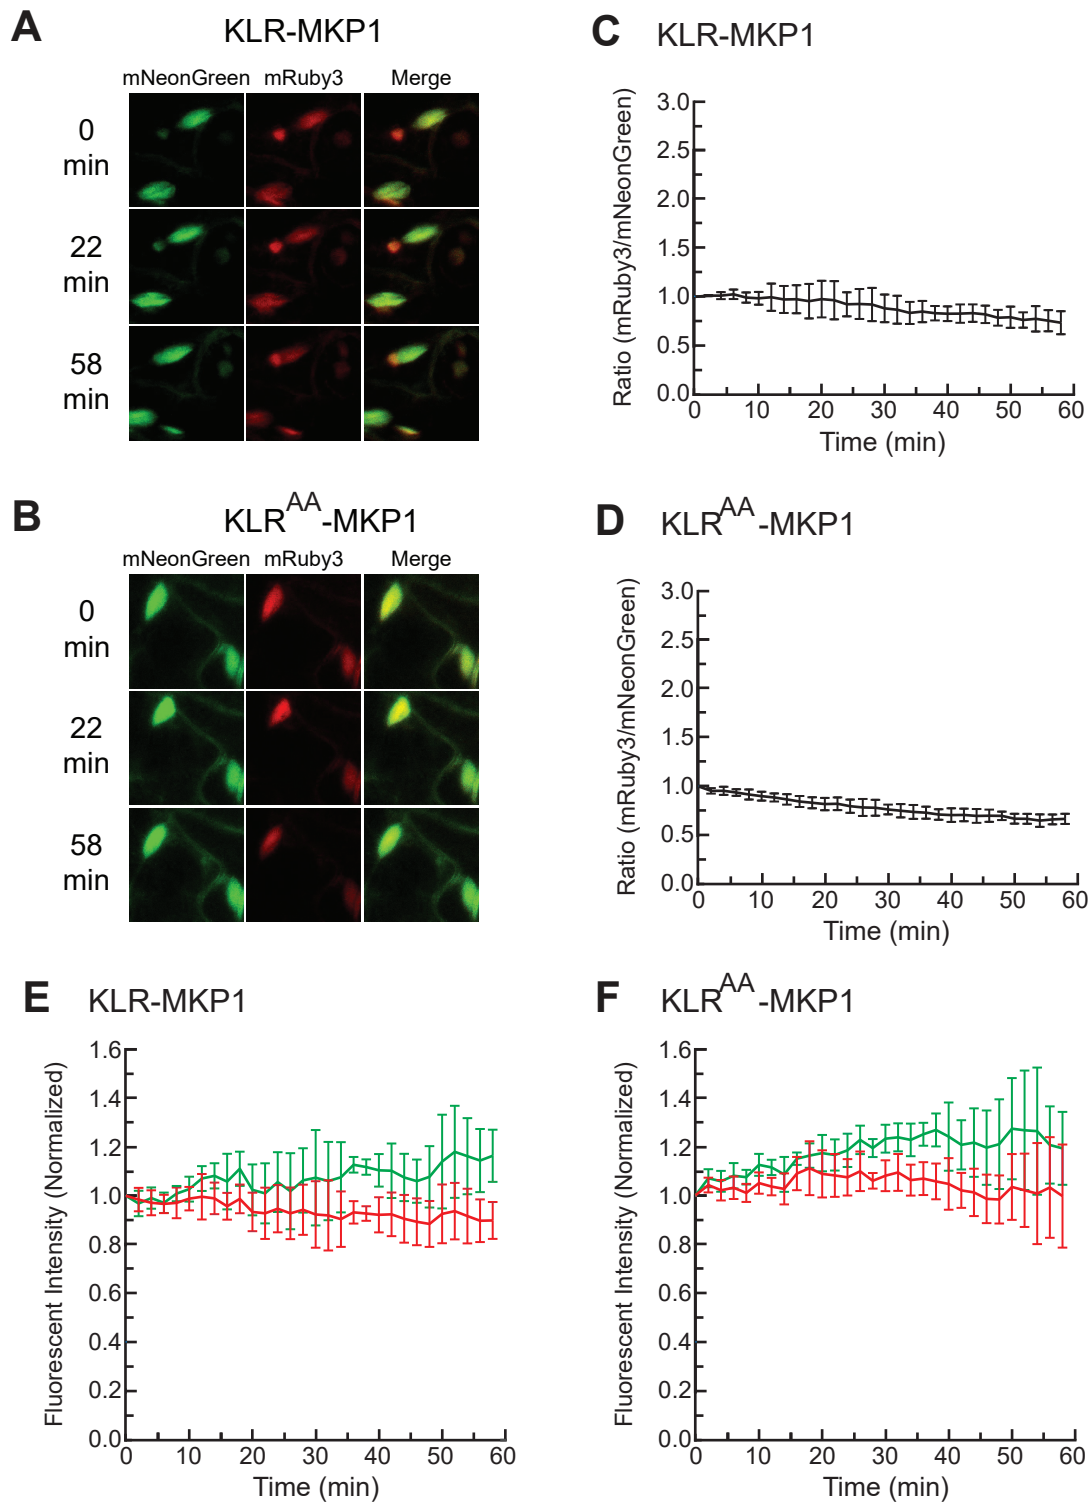 A KLR-MKP1
mNeonGreen mRuby3 Merge
0
min
22
min
58
min
B KLR^AA-MKP1
mNeonGreen mRuby3 Merge
0
min
22
min
58
min
C KLR-MKP1
Ratio (mRuby3/mNeonGreen)
3.0
2.5
2.0
1.5
1.0
0.5
0.0
0 10 20 30 40 50 60
Time (min)
D KLR^AA-MKP1
Ratio (mRuby3/mNeonGreen)
3.0
2.5
2.0
1.5
1.0
0.5
0.0
0 10 20 30 40 50 60
Time (min)
E KLR-MKP1
Fluorescent Intensity (Normalized)
1.6
1.4
1.2
1.0
0.8
0.6
0.4
0.2
0.0
0 10 20 30 40 50 60
Time (min)
F KLR^AA-MKP1
Fluorescent Intensity (Normalized)
1.6
1.4
1.2
1.0
0.8
0.6
0.4
0.2
0.0
0 10 20 30 40 50 60
Time (min)